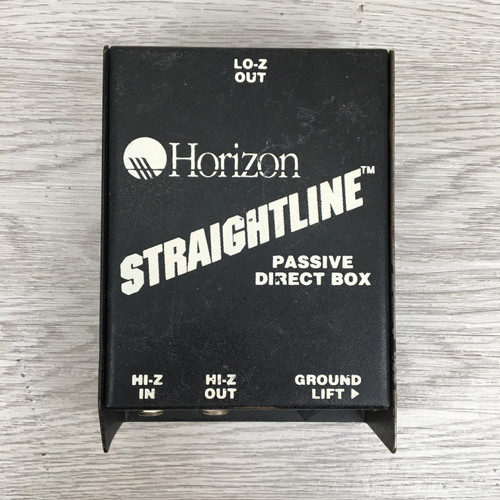 LO-Z
OUT
Horizon
STRAIGHTLINE™
PASSIVE
DIRECT BOX
HI-Z
IN
HI-Z
OUT
GROUND
LIFT ▶